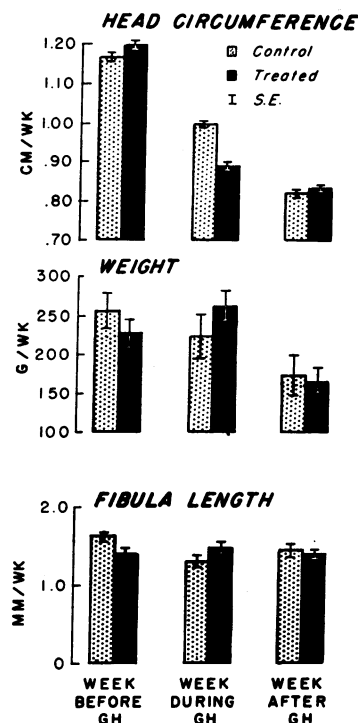 HEAD CIRCUMFERENCE
Control
Treated
S.E.
CM/WK
1.20
1.00
.90
.80
.70
WEIGHT
G/WK
300
250
200
150
100
FIBULA LENGTH
MM/WK
2.0
1.0
0
WEEK BEFORE GH
WEEK DURING GH
WEEK AFTER GH